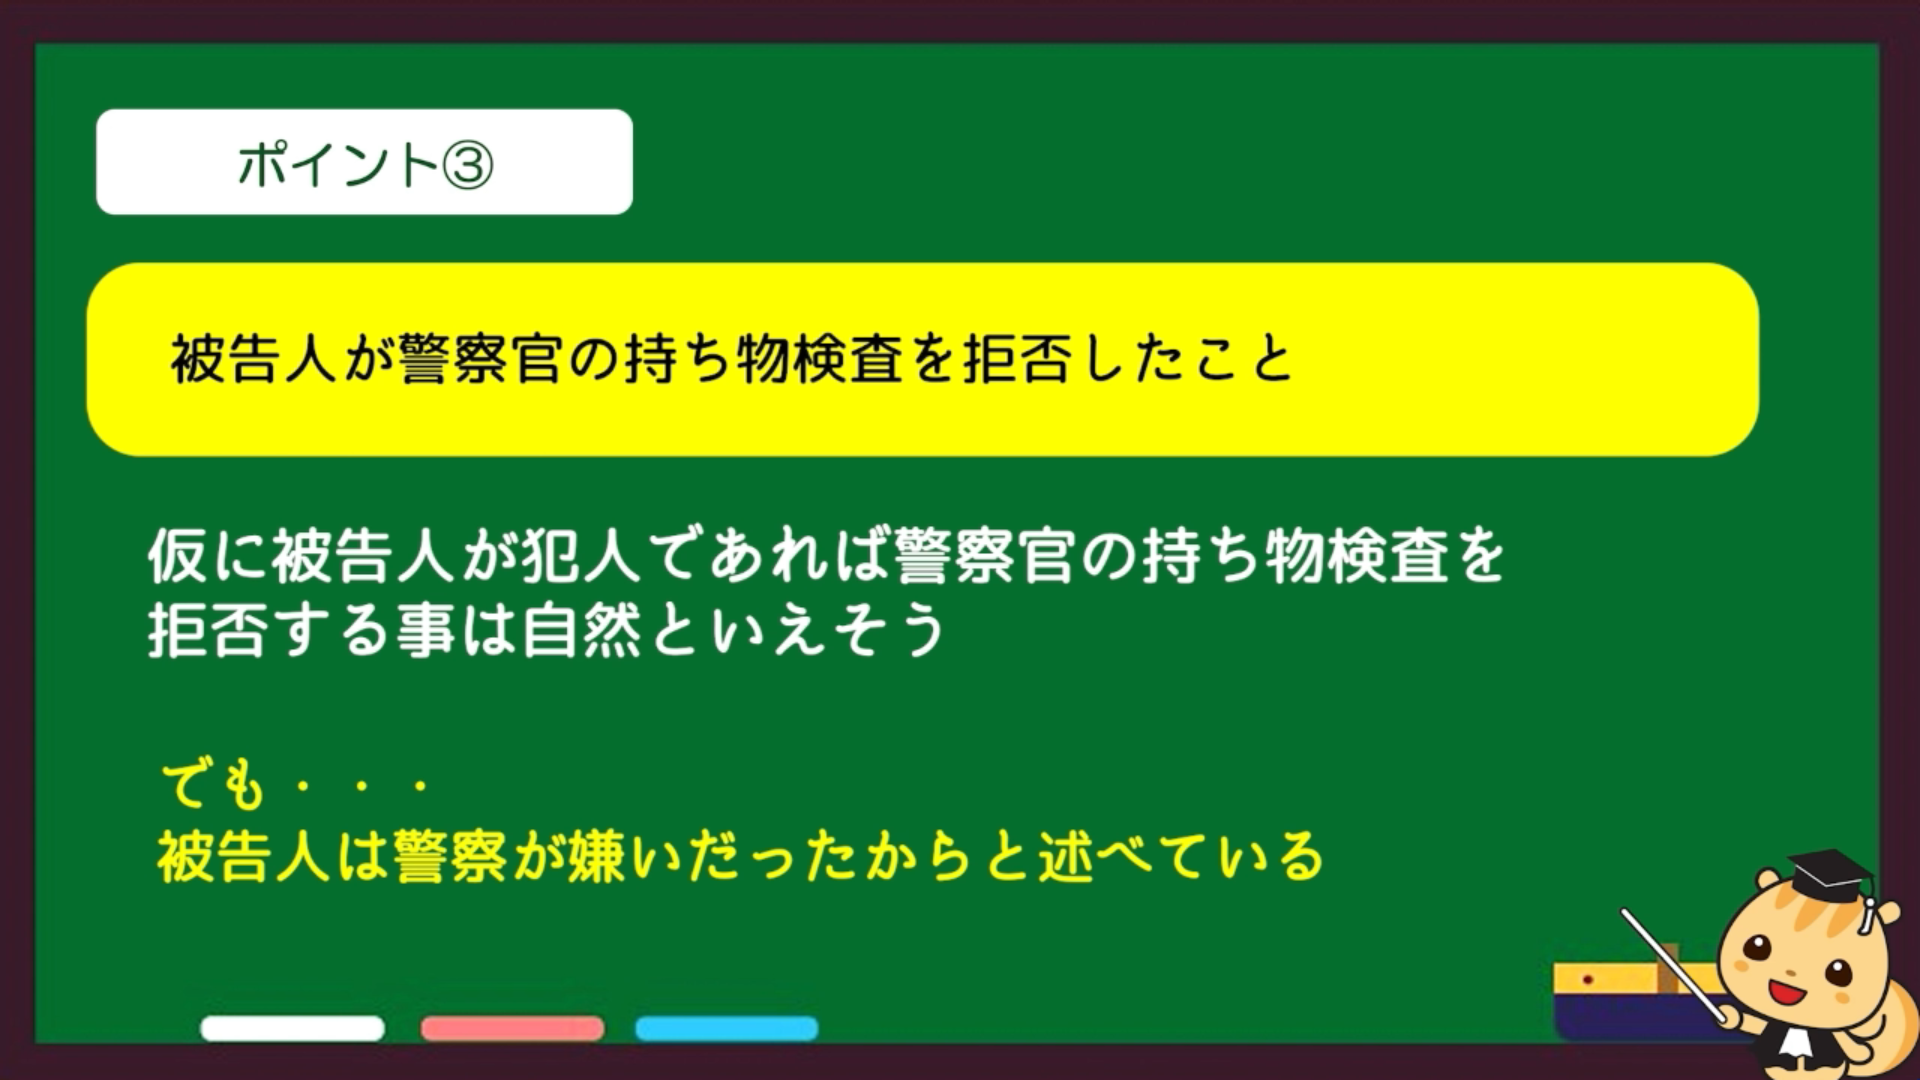 ポイント③
被告人が警察官の持ち物検査を拒否したこと
仮に被告人が犯人であれば警察官の持ち物検査を
拒否する事は自然といえそう
でも・・・
被告人は警察が嫌いだったからと述べている